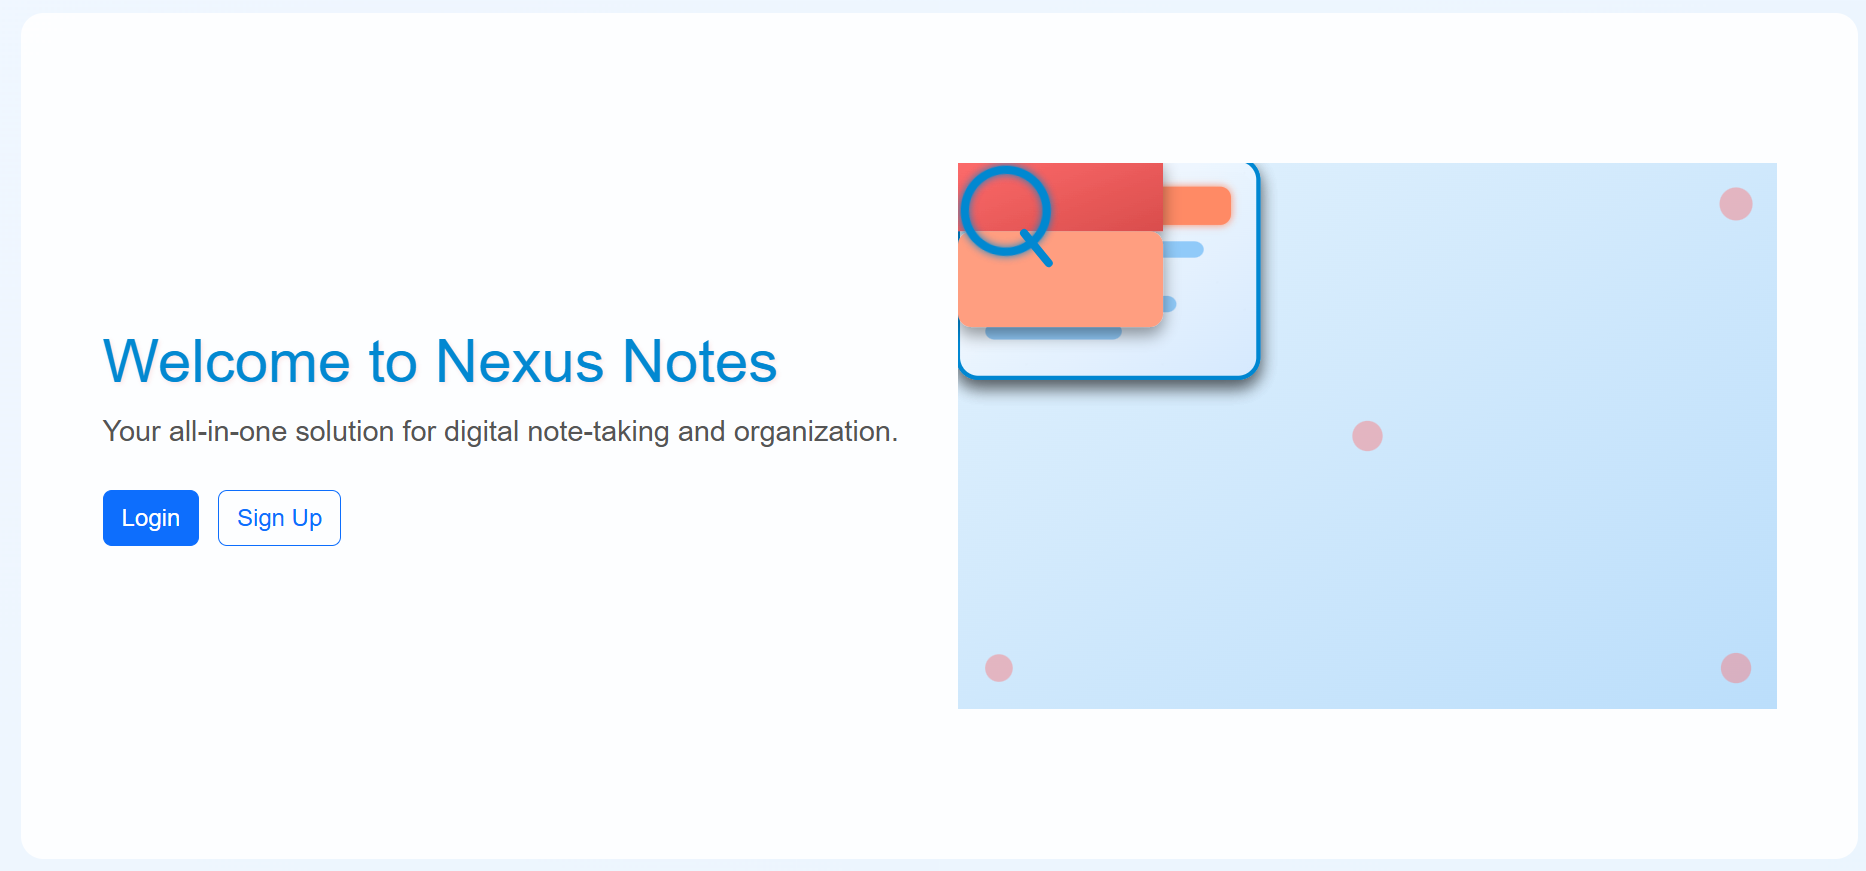 Welcome to Nexus Notes
Your all-in-one solution for digital note-taking and organization.
Login
Sign Up